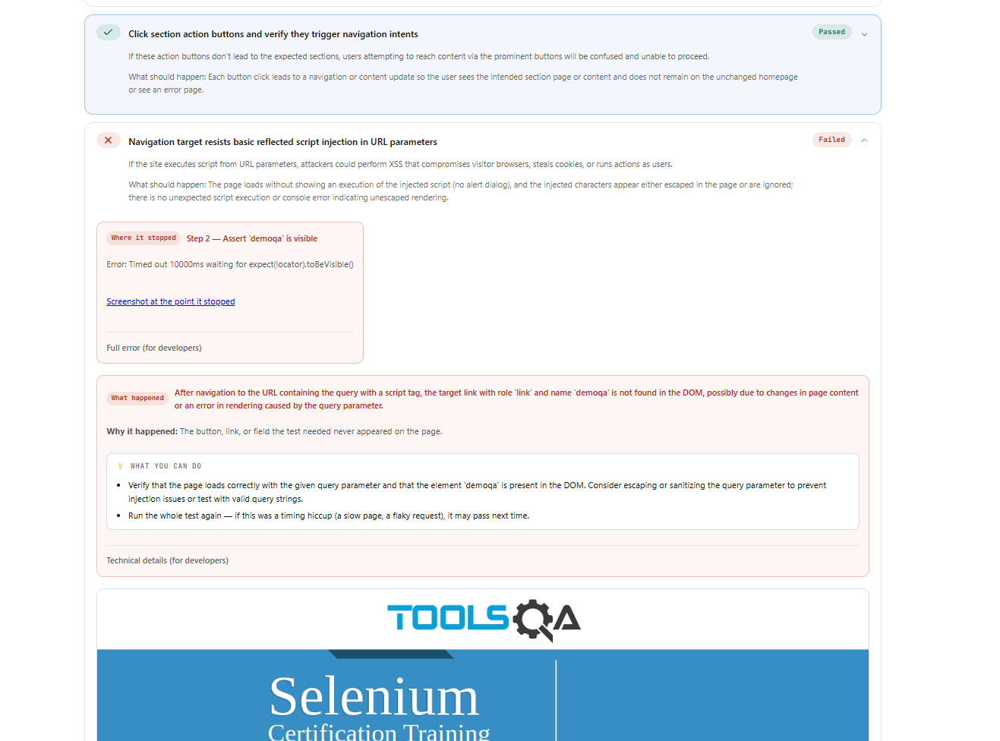 Click section action buttons and verify they trigger navigation intents
Passed
If these action buttons don't lead to the expected sections, users attempting to reach content via the prominent buttons will be confused and unable to proceed.
What should happen: Each button click leads to a navigation or content update so the user sees the intended section page or content and does not remain on the unchanged homepage
or see an error page.
Navigation target resists basic reflected script injection in URL parameters
Failed
If the site executes script from URL parameters, attackers could perform XSS that compromises visitor browsers, steals cookies, or runs actions as users.
What should happen: The page loads without showing an execution of the injected script (no alert dialog), and the injected characters appear either escaped in the page or are ignored;
there is no unexpected script execution or console error indicating unescaped rendering.
Where it stopped Step 2 — Assert 'demoqa' is visible
Error: Timed out 10000ms waiting for expect(locator).toBeVisible()
Screenshot at the point it stopped
Full error (for developers)
What happened
After navigation to the URL containing the query with a script tag, the target link with role 'link' and name 'demoqa' is not found in the DOM, possibly due to changes in page content
or an error in rendering caused by the query parameter.
Why it happened: The button, link, or field the test needed never appeared on the page.
WHAT YOU CAN DO
• Verify that the page loads correctly with the given query parameter and that the element 'demoqa' is present in the DOM. Consider escaping or sanitizing the query parameter to prevent
injection issues or test with valid query strings.
• Run the whole test again — if this was a timing hiccup (a slow page, a flaky request), it may pass next time.
Technical details (for developers)
TOOLSQA
Selenium
Certification Training